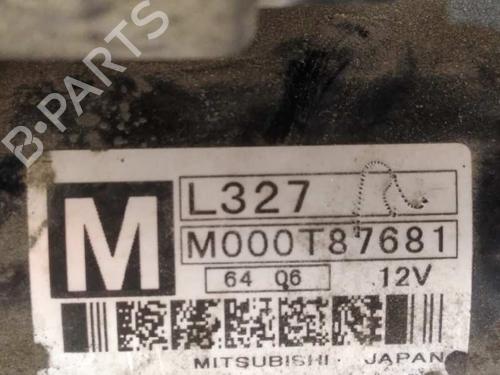 B-PARTS
M
L327
M000T87681
64 06
12V
MITSUBISHI JAPAN